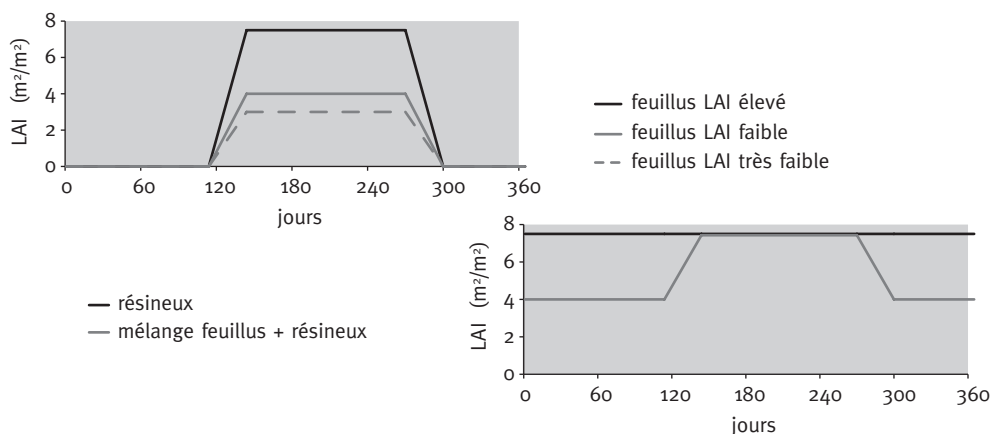 8
6
4
2
0
LAI (m²/m²)
0 60 120 180 240 300 360
jours
feuillus LAI élevé
feuillus LAI faible
feuillus LAI très faible
résineux
mélange feuillus + résineux
8
6
4
2
0
LAI (m²/m²)
0 60 120 180 240 300 360
jours